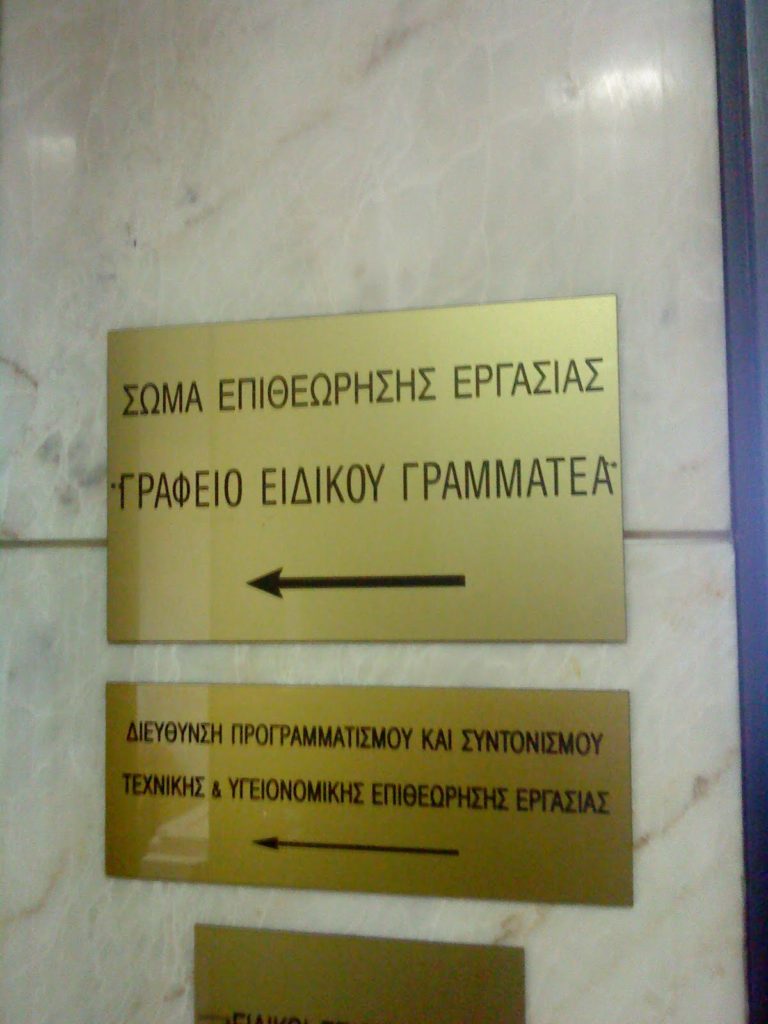 ΣΩΜΑ ΕΠΙΘΕΩΡΗΣΗΣ ΕΡΓΑΣΙΑΣ
"ΓΡΑΦΕΙΟ ΕΙΔΙΚΟΥ ΓΡΑΜΜΑΤΕΑ"
ΔΙΕΥΘΥΝΣΗ ΠΡΟΓΡΑΜΜΑΤΙΣΜΟΥ ΚΑΙ ΣΥΝΤΟΝΙΣΜΟΥ
ΤΕΧΝΙΚΗΣ & ΥΓΕΙΟΝΟΜΙΚΗΣ ΕΠΙΘΕΩΡΗΣΗΣ ΕΡΓΑΣΙΑΣ